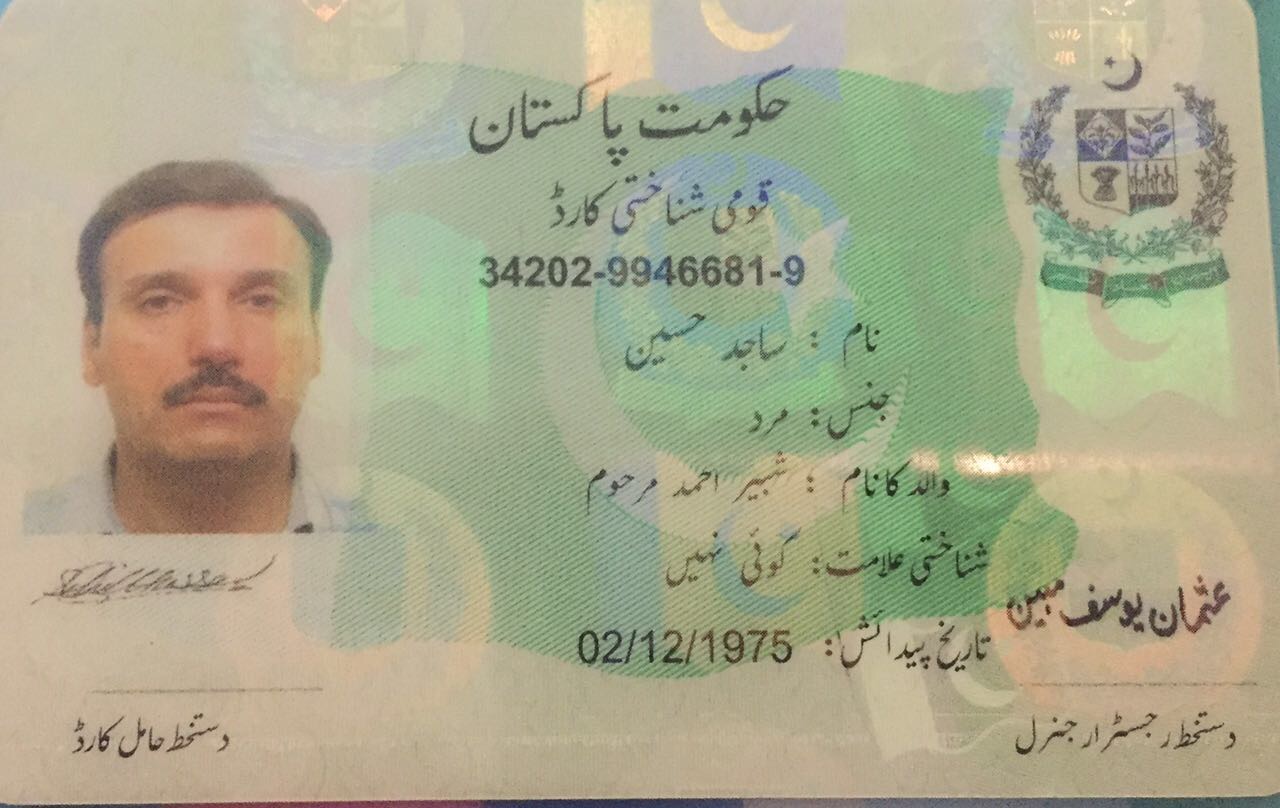 حکومت پاکستان
قومی شناختی کارڈ
34202-9946681-9
نام : ساجد حسین
جنس : مرد
والد کا نام : شبیر احمد مرحوم
شناختی علامت : کوئی نہیں
تاریخ پیدائش : 02/12/1975
عثمان یوسف مبین
دستخط حامل کارڈ
دستخط رجسٹرار جنرل